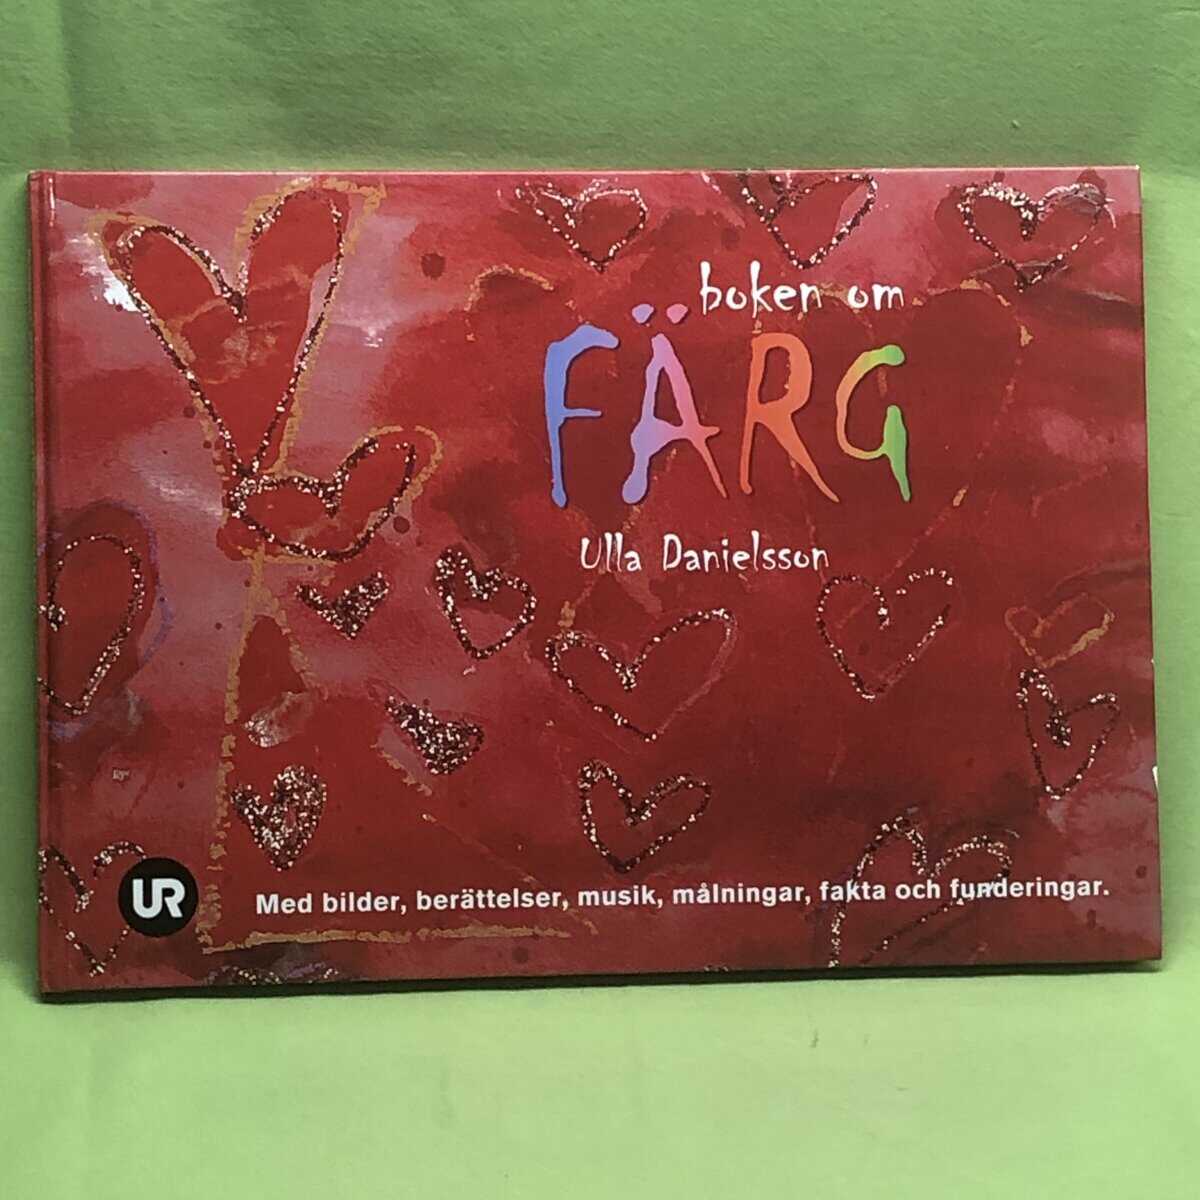 boken om
FÄRG
Ulla Danielsson
UR
Med bilder, berättelser, musik, målningar, fakta och funderingar.